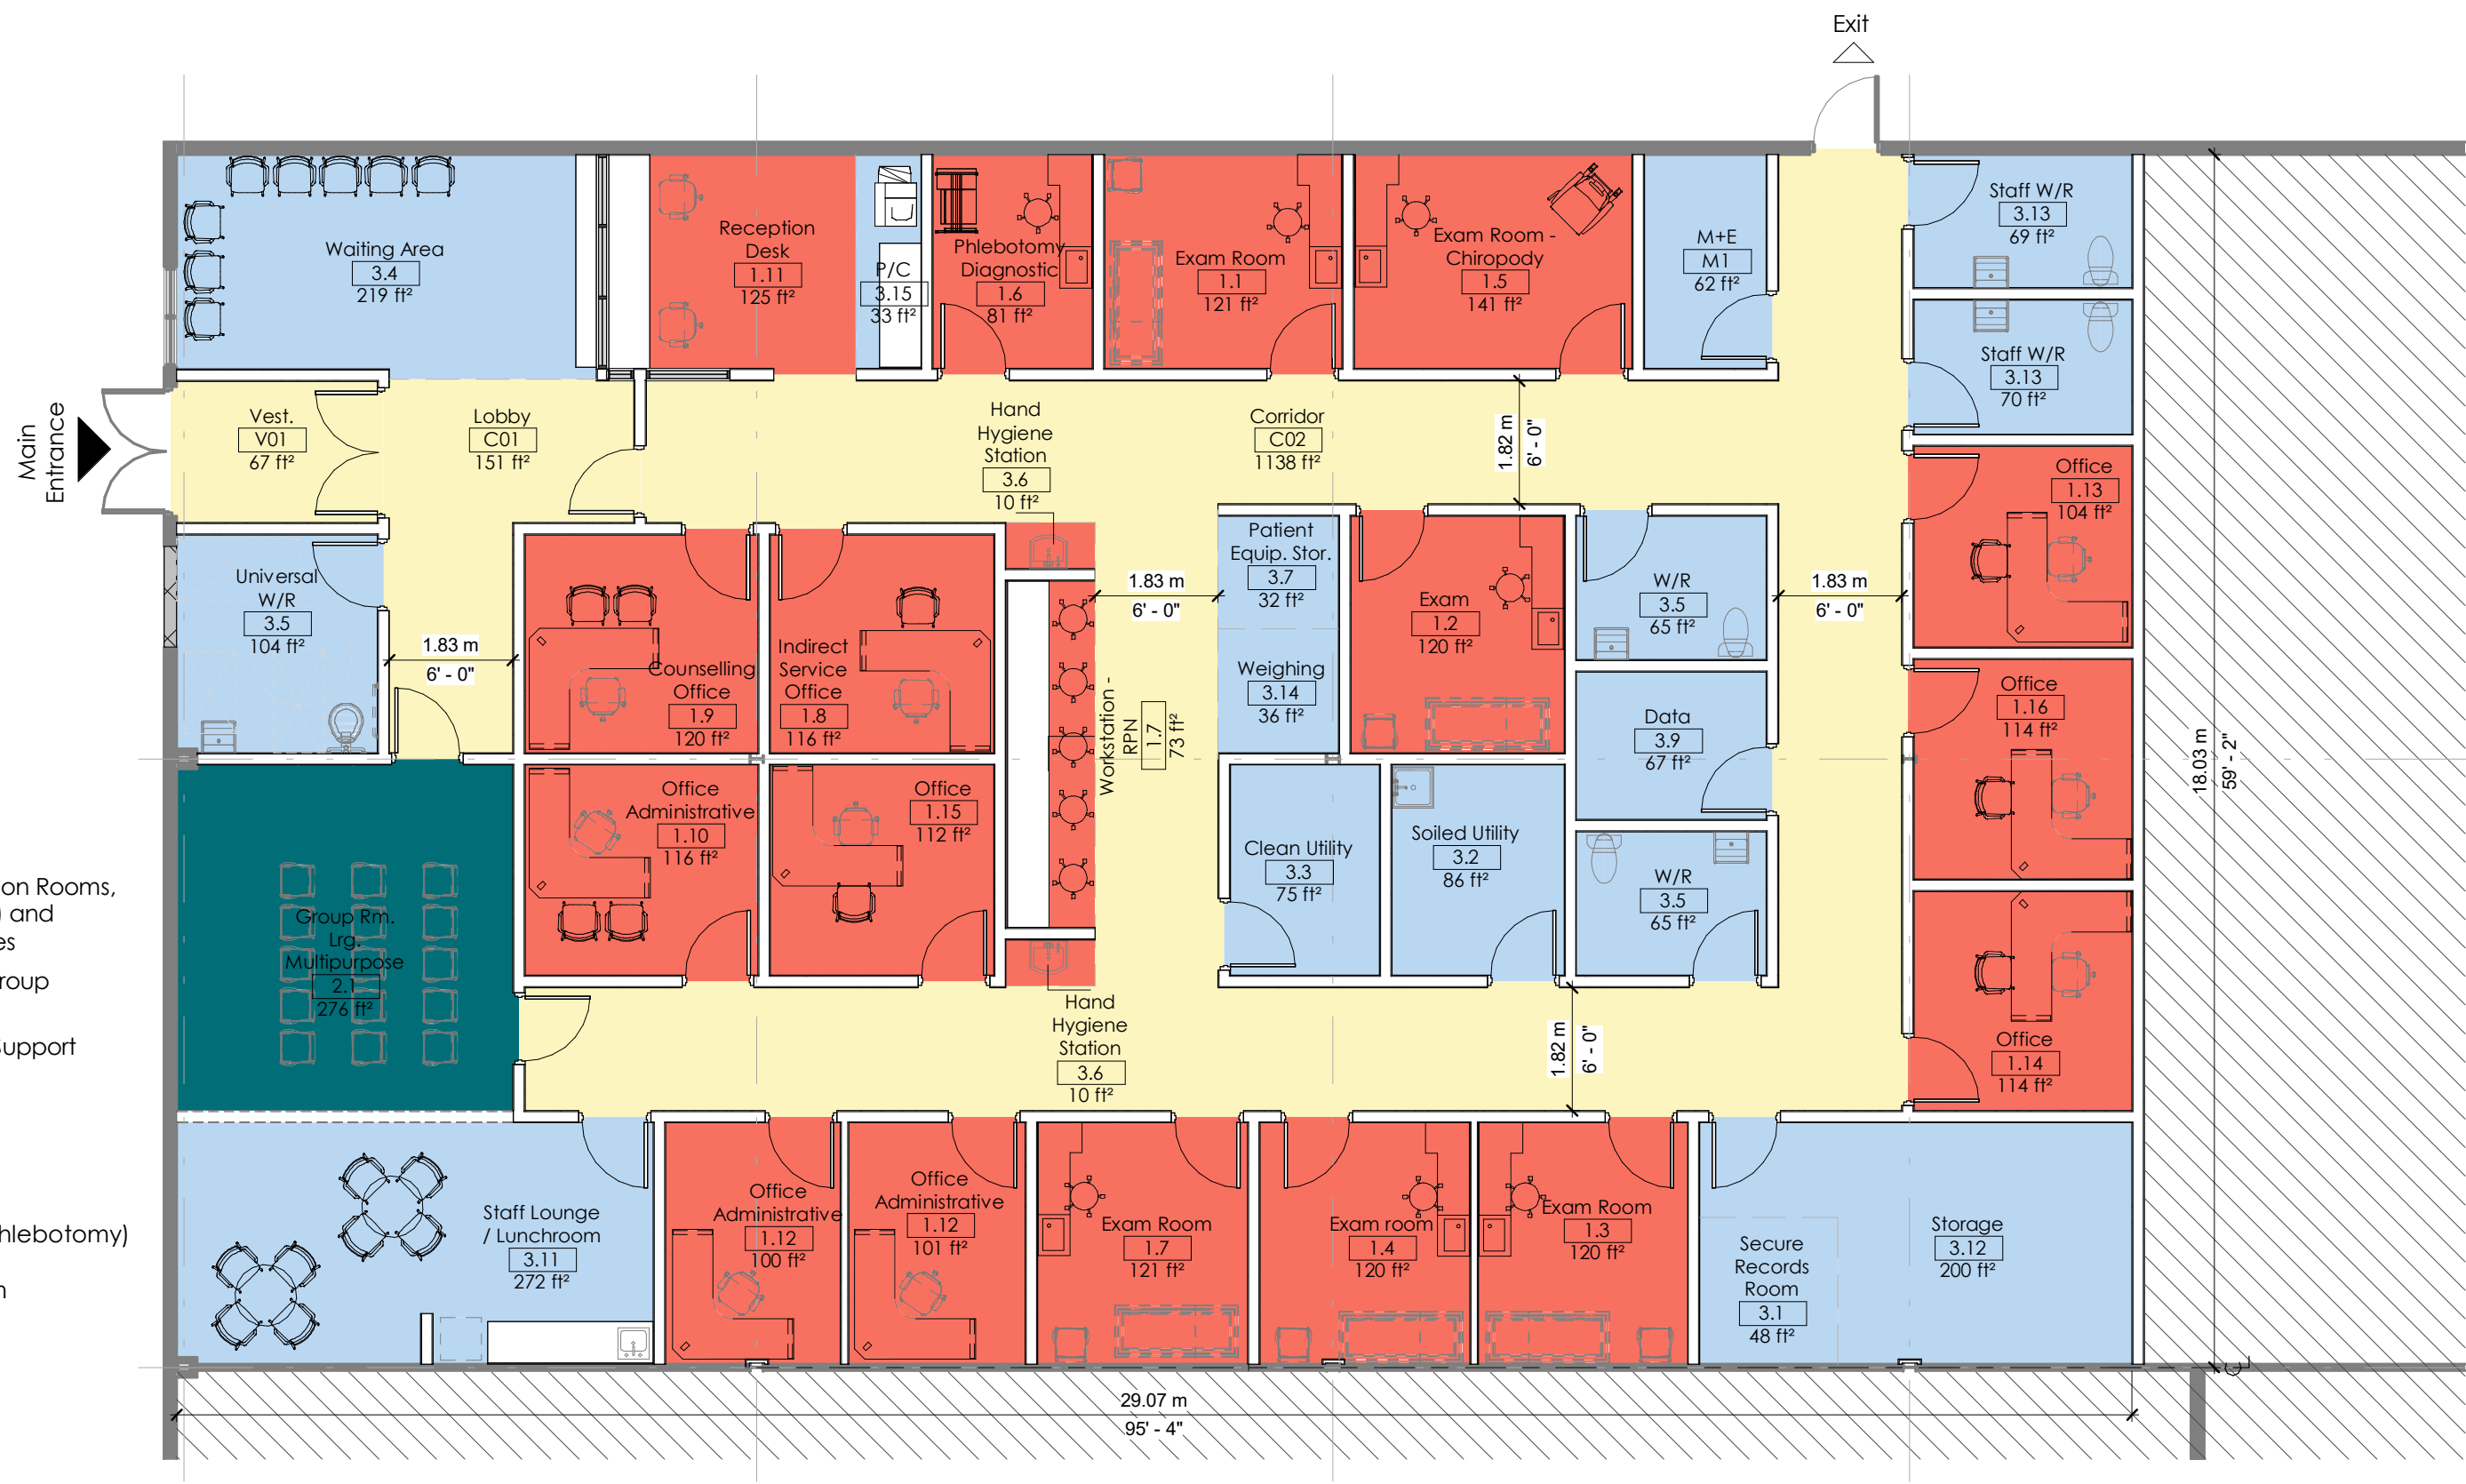 Exit
Main
Entrance
Waiting Area
3.4
219 ft²
Reception
Desk
1.11
125 ft²
P/C
3.15
33 ft²
Phlebotomy
Diagnostic
1.6
81 ft²
Exam Room
1.1
121 ft²
Exam Room -
Chiropody
1.5
141 ft²
M+E
M1
62 ft²
Staff W/R
3.13
69 ft²
Staff W/R
3.13
70 ft²
Vest.
V01
67 ft²
Lobby
C01
151 ft²
Hand
Hygiene
Station
3.6
10 ft²
Corridor
C02
1138 ft²
1.82 m
6' - 0"
Office
1.13
104 ft²
Universal
W/R
3.5
104 ft²
1.83 m
6' - 0"
Counselling
Office
1.9
120 ft²
Indirect
Service
Office
1.8
116 ft²
1.83 m
6' - 0"
Workstation -
RPN
1.7
73 ft²
Patient
Equip. Stor.
3.7
32 ft²
Weighing
3.14
36 ft²
Exam
1.2
120 ft²
W/R
3.5
65 ft²
1.83 m
6' - 0"
Data
3.9
67 ft²
Office
1.16
114 ft²
18.03 m
59' - 2"
Office
Administrative
1.10
116 ft²
Office
1.15
112 ft²
Clean Utility
3.3
75 ft²
Soiled Utility
3.2
86 ft²
W/R
3.5
65 ft²
Office
1.14
114 ft²
on Rooms,
) and
es
roup
Support
hlebotomy)
n
Group Rm.
Lrg.
Multipurpose
2.1
276 ft²
Hand
Hygiene
Station
3.6
10 ft²
1.82 m
6' - 0"
Staff Lounge
/ Lunchroom
3.11
272 ft²
Office
Administrative
1.12
100 ft²
Office
Administrative
1.12
101 ft²
Exam Room
1.7
121 ft²
Exam room
1.4
120 ft²
Exam Room
1.3
120 ft²
Secure
Records
Room
3.1
48 ft²
Storage
3.12
200 ft²
29.07 m
95' - 4"